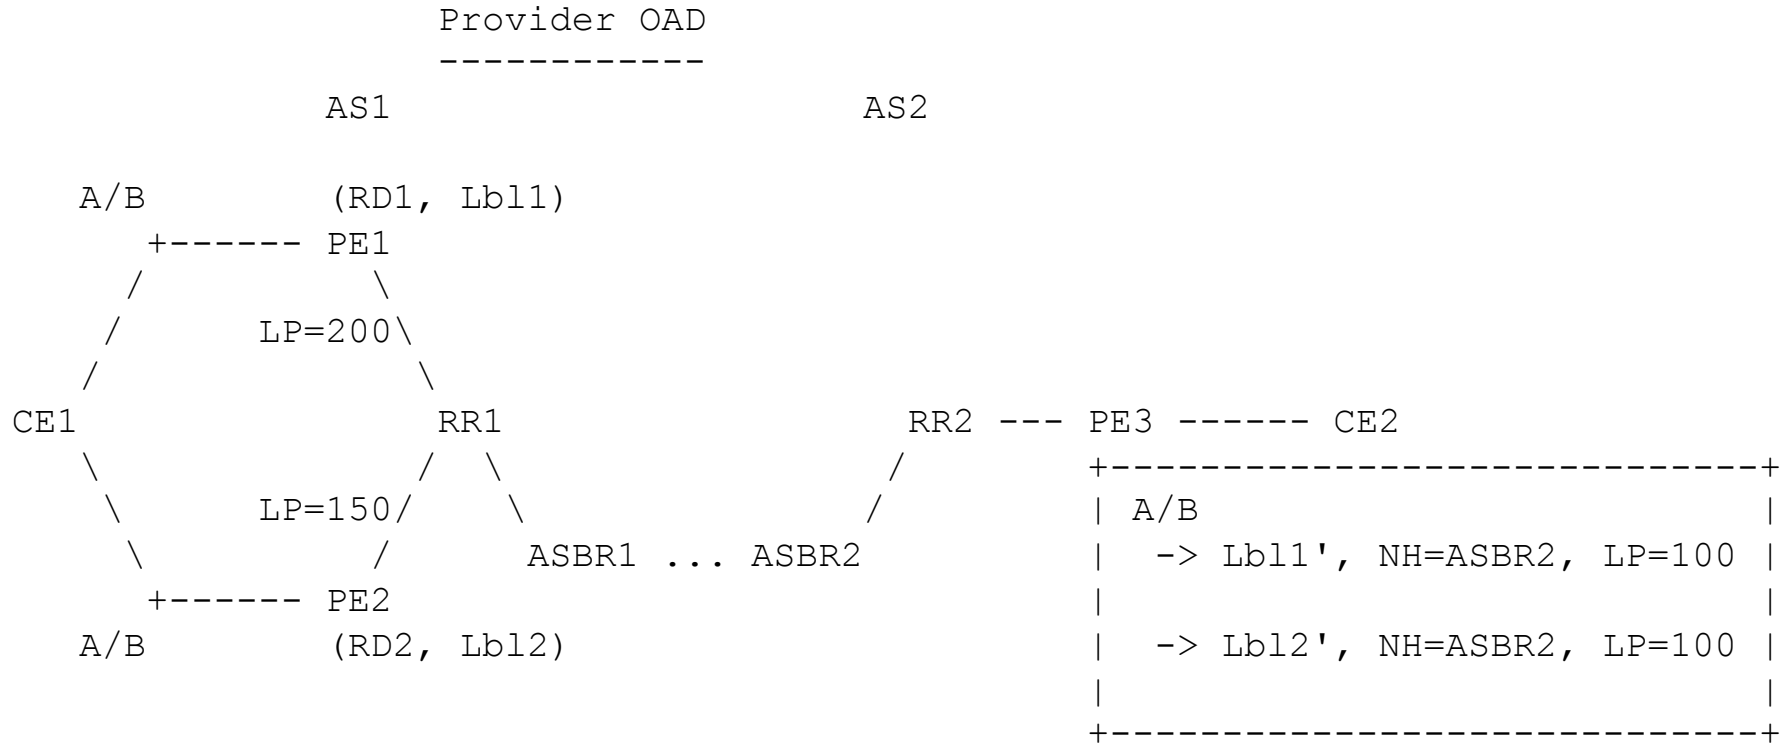 Provider OAD
------------
AS1 AS2
A/B (RD1, Lbl1)
+------ PE1
LP=200
CE1 RR1 RR2 --- PE3 ------ CE2
LP=150 A/B
ASBR1 ... ASBR2 -> Lbl1', NH=ASBR2, LP=100
+------ PE2
A/B (RD2, Lbl2) -> Lbl2', NH=ASBR2, LP=100